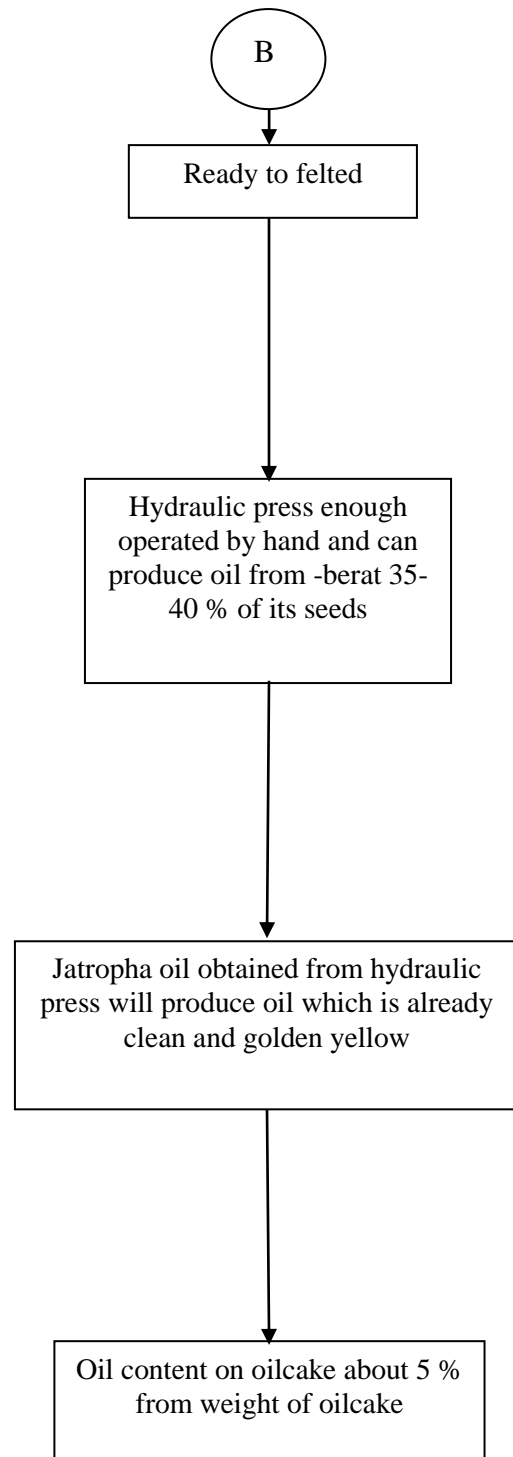 B
Ready to felted
Hydraulic press enough
operated by hand and can
produce oil from -berat 35-
40 % of its seeds
Jatropha oil obtained from hydraulic
press will produce oil which is already
clean and golden yellow
Oil content on oilcake about 5 %
from weight of oilcake